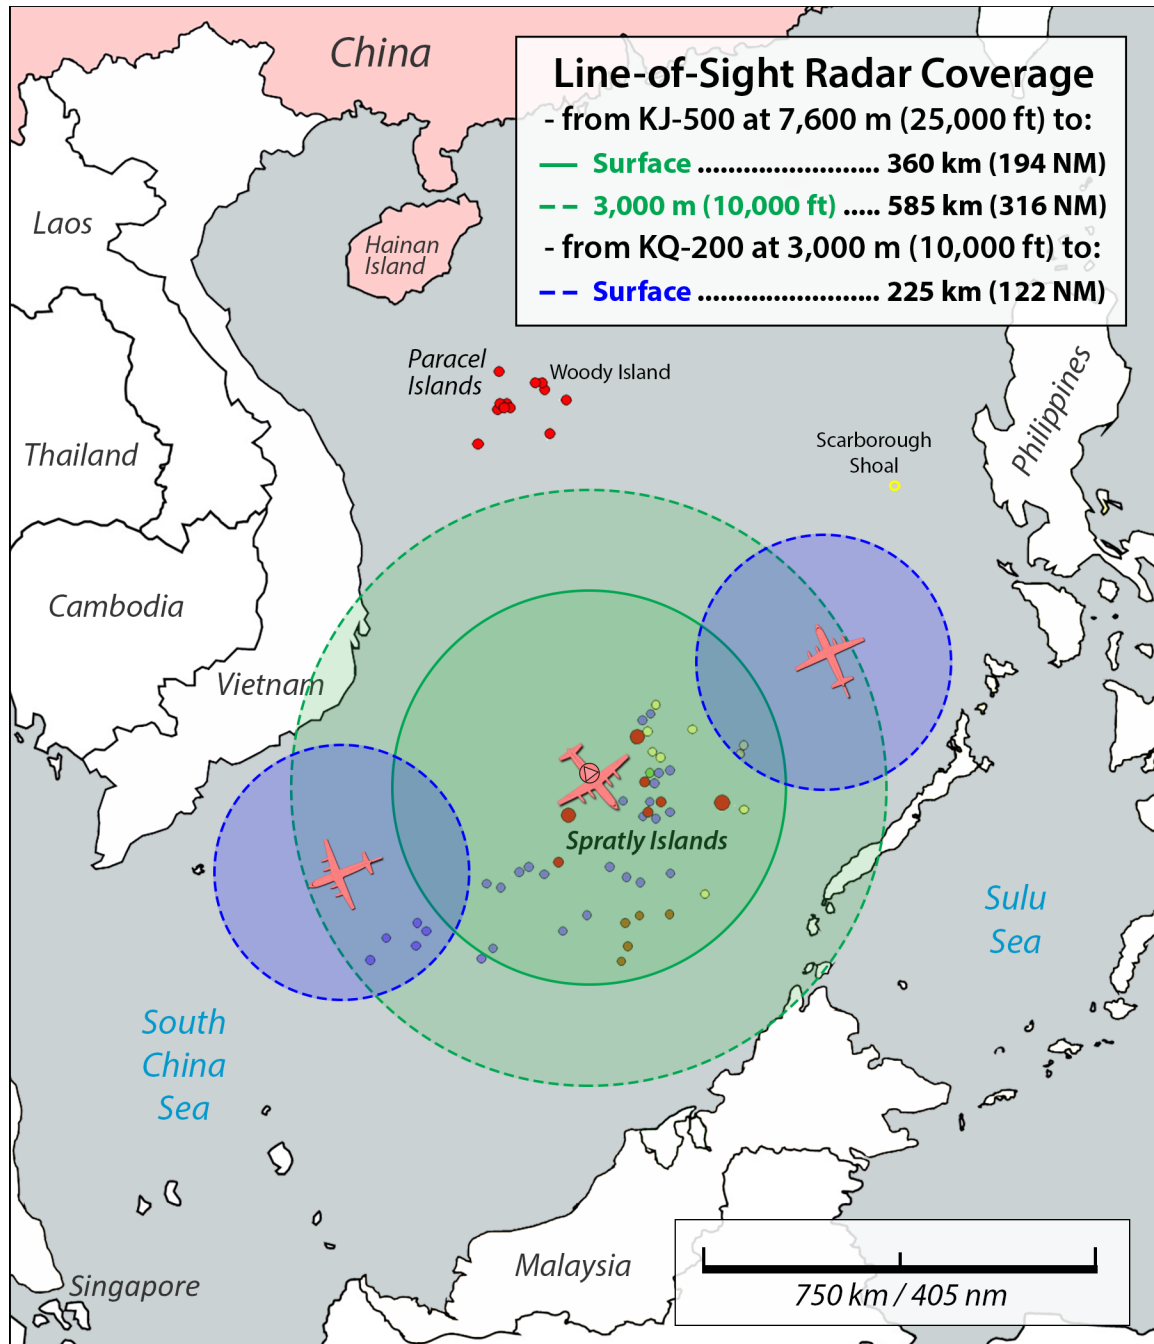 China
Line-of-Sight Radar Coverage
- from KJ-500 at 7,600 m (25,000 ft) to:
Surface ........................ 360 km (194 NM)
3,000 m (10,000 ft) ..... 585 km (316 NM)
- from KQ-200 at 3,000 m (10,000 ft) to:
Surface ........................ 225 km (122 NM)
Laos
Hainan
Island
Paracel
Islands
Woody Island
Thailand
Scarborough
Shoal
Philippines
Cambodia
Vietnam
Spratly Islands
Sulu
Sea
South
China
Sea
Malaysia
Singapore
750 km / 405 nm